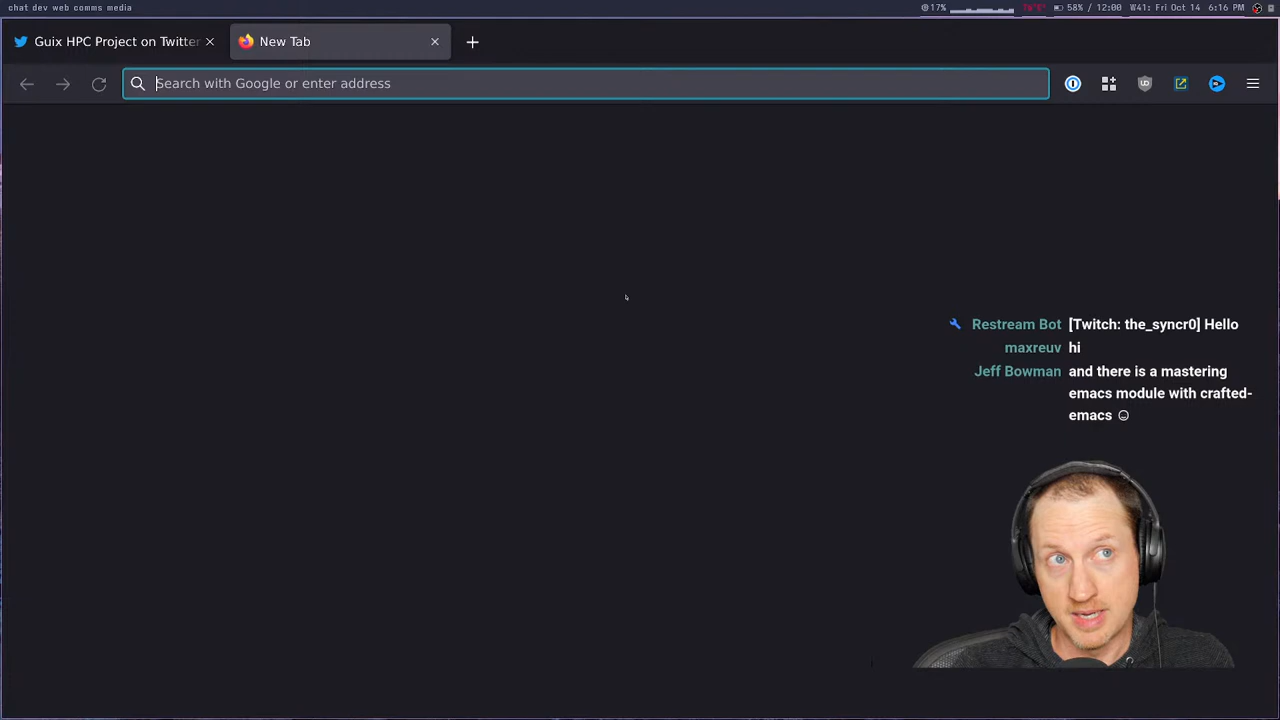 chat dev web comms media
17%
58% / 12:00
W41: Fri Oct 14
6:16 PM
Guix HPC Project on Twitter
New Tab
Search with Google or enter address
Restream Bot [Twitch: the_syncr0] Hello
maxreuv hi
Jeff Bowman and there is a mastering
emacs module with crafted-
emacs ☺